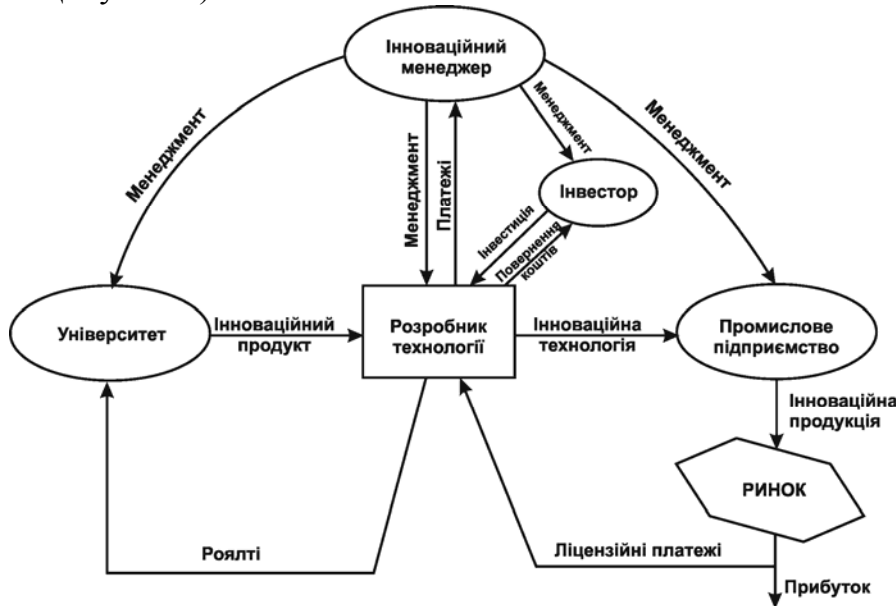 Інноваційний
менеджер
Менеджмент
Менеджмент
Платежі
Менеджмент
Менеджмент
Інвестор
Інвестиція
Повернення
коштів
Університет
Інноваційний
продукт
Розробник
технології
Інноваційна
технологія
Промислове
підприємство
Інноваційна
продукція
РИНОК
Роялті
Ліцензійні платежі
Прибуток